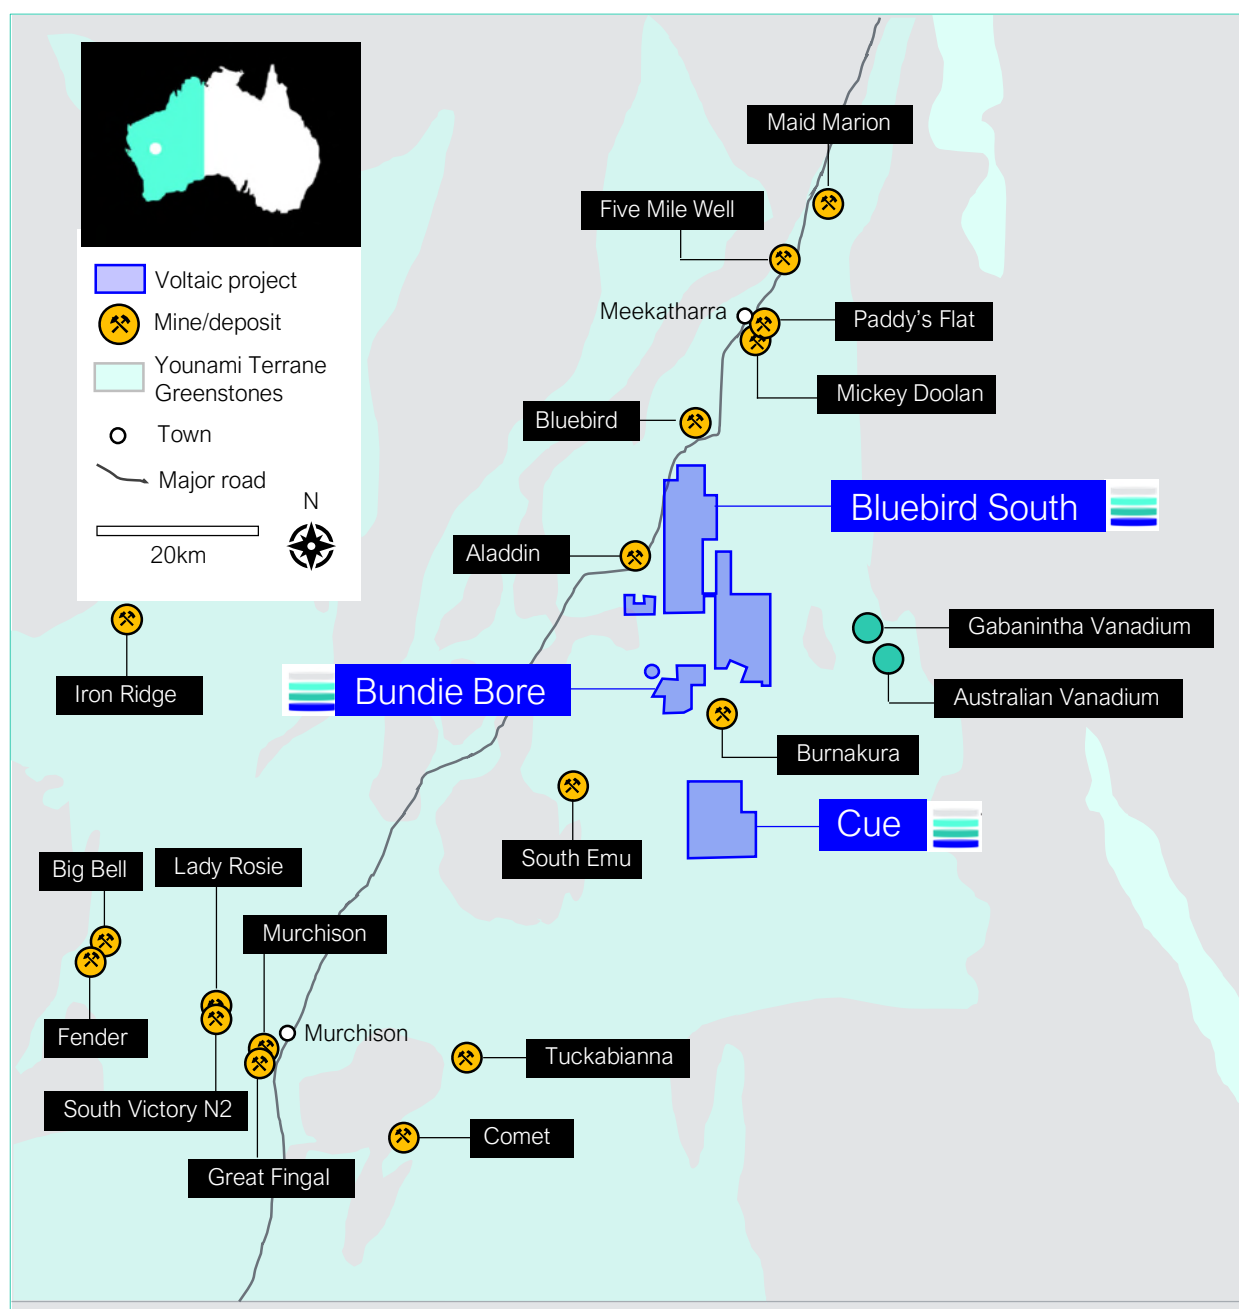 Maid Marion
Five Mile Well
Voltaic project
Mine/deposit
Meekatharra
Paddy's Flat
Younami Terrane
Greenstones
Mickey Doolan
Bluebird
Town
Major road
N
Bluebird South
20km
Aladdin
Gabanintha Vanadium
Iron Ridge
Bundie Bore
Australian Vanadium
Burnakura
Cue
South Emu
Big Bell
Lady Rosie
Murchison
Fender
Murchison
Tuckabianna
South Victory N2
Comet
Great Fingal